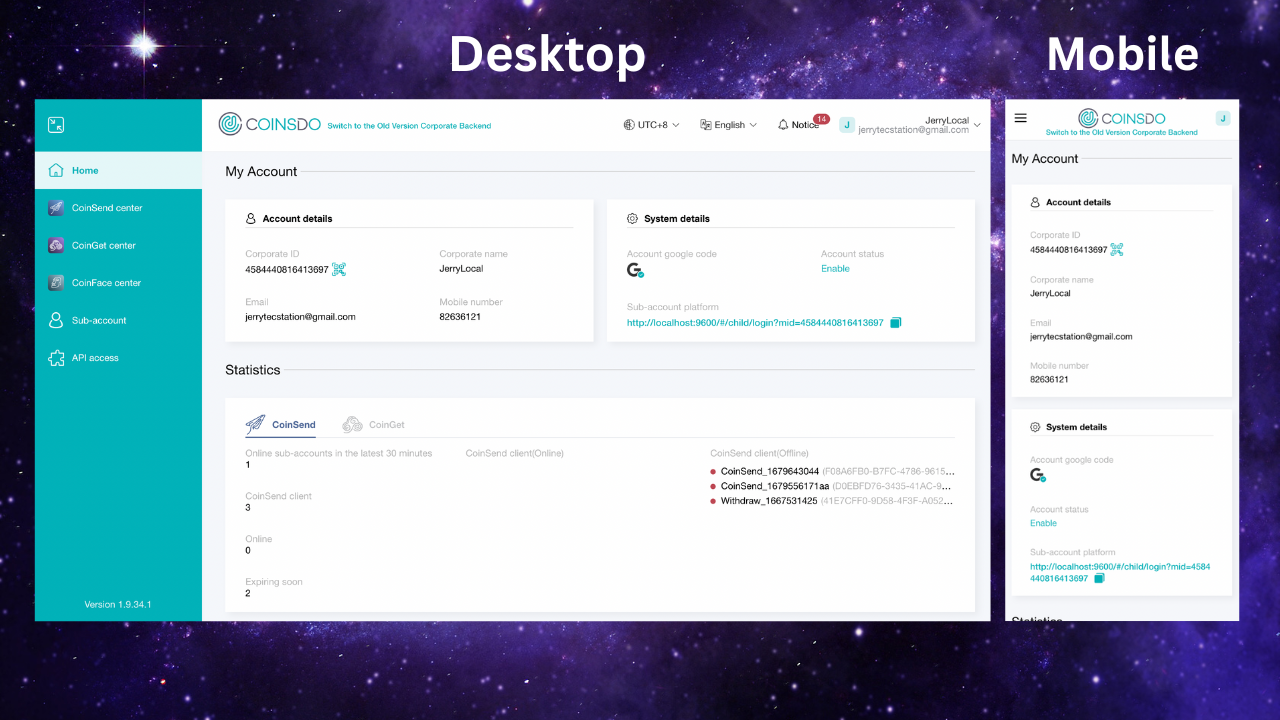 Desktop
Mobile
COINSDO Switch to the Old Version Corporate Backend
UTC+8
English
Notice
14
J
JerryLocal
jerrytecstation@gmail.com
Home
CoinSend center
CoinGet center
CoinFace center
Sub-account
API access
Version 1.9.34.1
My Account
Account details
Corporate ID
4584440816413697
Corporate name
JerryLocal
Email
jerrytecstation@gmail.com
Mobile number
82636121
System details
Account google code
Account status
Enable
Sub-account platform
http://localhost:9600/#/child/login?mid=4584440816413697
Statistics
CoinSend
CoinGet
Online sub-accounts in the latest 30 minutes
1
CoinSend client
3
Online
0
Expiring soon
2
CoinSend client(Online)
CoinSend client(Offline)
CoinSend_1679643044 (F08A6FB0-B7FC-4786-9615...
CoinSend_1679556171aa (D0EBFD76-3435-41AC-9...
Withdraw_1667531425 (41E7CFF0-9D58-4F3F-A052...
COINSDO
Switch to the Old Version Corporate Backend
J
My Account
Account details
Corporate ID
4584440816413697
Corporate name
JerryLocal
Email
jerrytecstation@gmail.com
Mobile number
82636121
System details
Account google code
Account status
Enable
Sub-account platform
http://localhost:9600/#/child/login?mid=4584
440816413697
Statistics